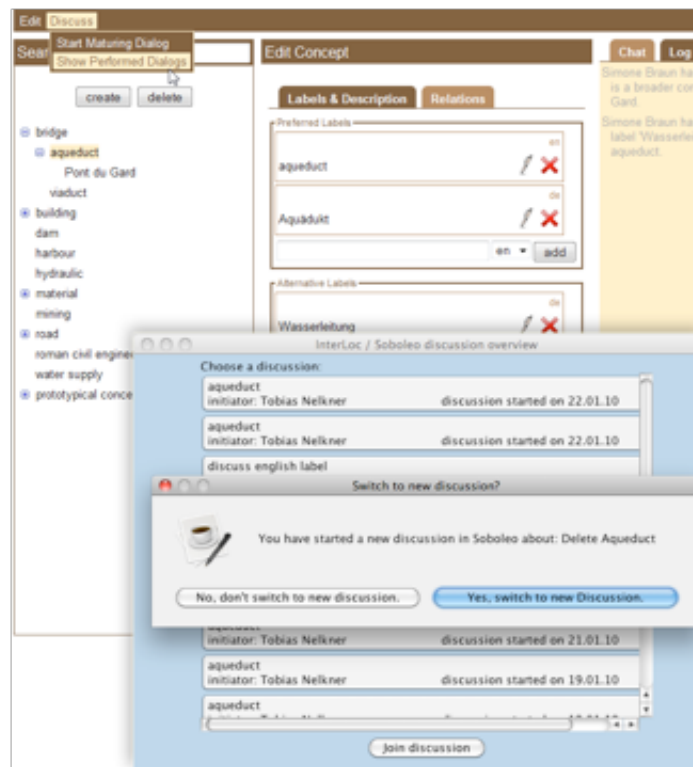 Edit Discuss
Start Maturing Dialog
Show Performed Dialogs
Sear
create delete
bridge
aqueduct
Pont du Gard
viaduct
building
dam
harbour
hydraulic
material
mining
road
roman civil engine
water supply
prototypical conce
Edit Concept
Labels & Description Relations
Preferred Labels
en
aqueduct
de
Aquädukt
en add
Alternative Labels
de
Wasserleitung
Chat Log
Simone Braun ha
is a broader con
Gard.
Simone Braun ha
label 'Wasserlei
aqueduct.
InterLoc / Soboleo discussion overview
Choose a discussion:
aqueduct
initiator: Tobias Nelkner discussion started on 22.01.10
aqueduct
initiator: Tobias Nelkner discussion started on 22.01.10
discuss english label
Switch to new discussion?
You have started a new discussion in Soboleo about: Delete Aqueduct
No, don't switch to new discussion. Yes, switch to new Discussion.
initiator: Tobias Nelkner discussion started on 21.01.10
aqueduct
initiator: Tobias Nelkner discussion started on 19.01.10
aqueduct
Join discussion